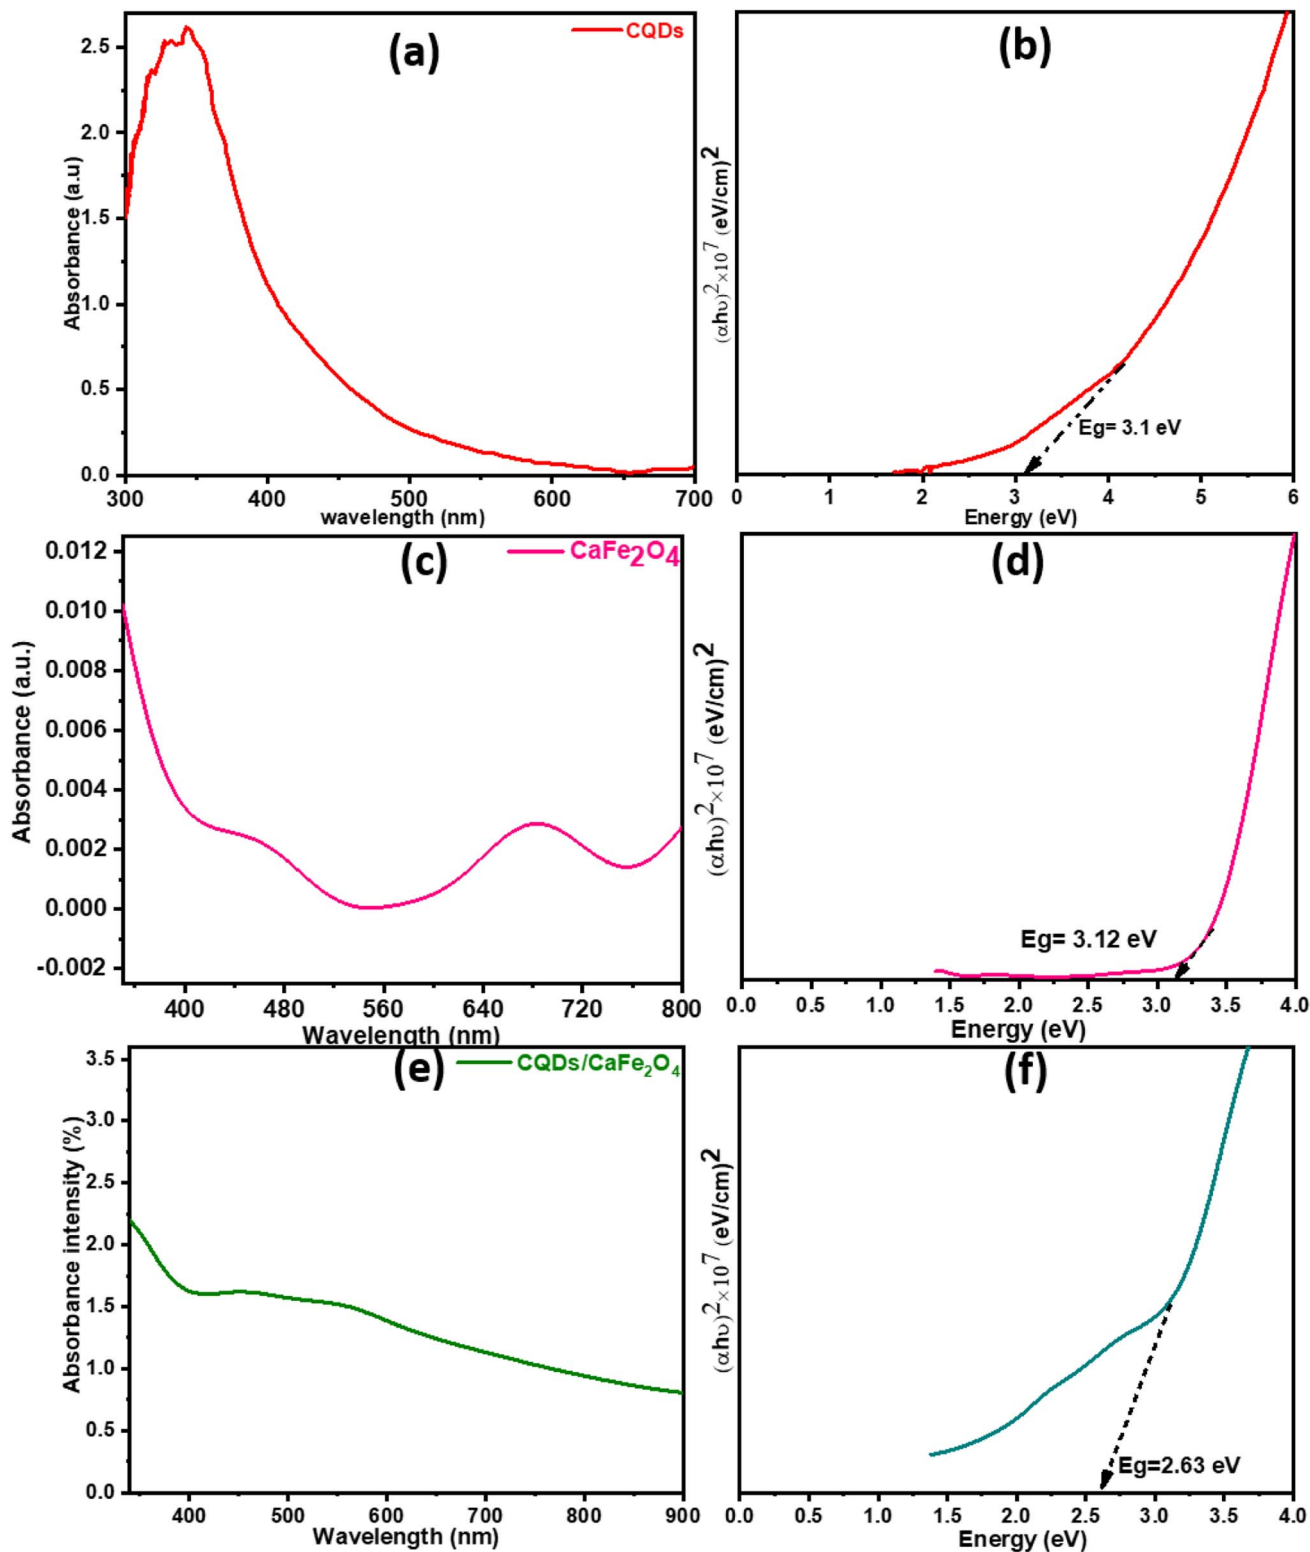 (a)
CQDs
2.5
2.0
1.5
1.0
0.5
0.0
Absorbance (a.u)
300 400 500 600 700
wavelength (nm)
(b)
(αhυ)2×107 (eV/cm)2
Eg= 3.1 eV
0 1 2 3 4 5 6
Energy (eV)
(c)
CaFe2O4
0.012
0.010
0.008
0.006
0.004
0.002
0.000
-0.002
Absorbance (a.u.)
400 480 560 640 720 800
Wavelength (nm)
(d)
(αhυ)2×107 (eV/cm)2
Eg= 3.12 eV
0.0 0.5 1.0 1.5 2.0 2.5 3.0 3.5 4.0
Energy (eV)
(e)
CQDs/CaFe2O4
3.5
3.0
2.5
2.0
1.5
1.0
0.5
0.0
Absorbance intensity (%)
400 500 600 700 800 900
Wavelength (nm)
(f)
(αhυ)2×107 (eV/cm)2
Eg=2.63 eV
0.0 0.5 1.0 1.5 2.0 2.5 3.0 3.5 4.0
Energy (eV)